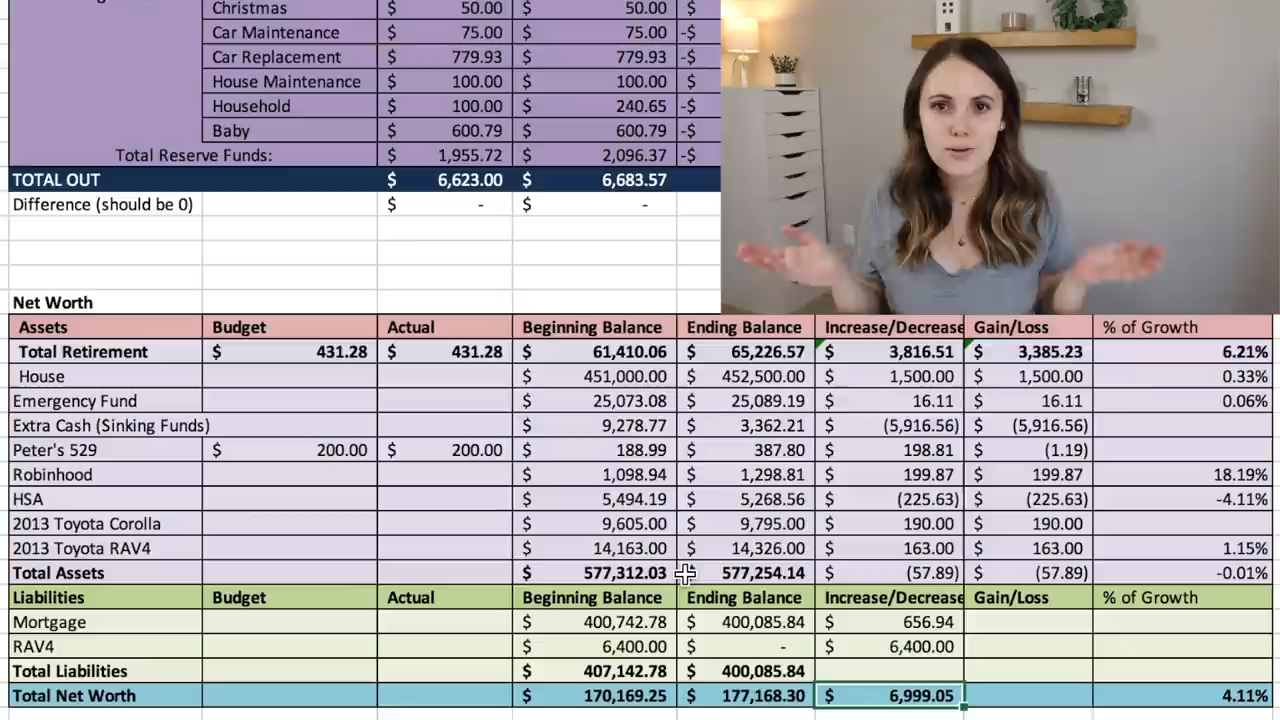 Christmas $ 50.00 $ 50.00 -$
Car Maintenance $ 75.00 $ 75.00 -$
Car Replacement $ 779.93 $ 779.93 -$
House Maintenance $ 100.00 $ 100.00 -$
Household $ 100.00 $ 240.65 -$
Baby $ 600.79 $ 600.79 -$
Total Reserve Funds: $ 1,955.72 $ 2,096.37 -$
TOTAL OUT $ 6,623.00 $ 6,683.57
Difference (should be 0) $ - $ -
Net Worth
Assets Budget Actual Beginning Balance Ending Balance Increase/Decrease Gain/Loss % of Growth
Total Retirement $ 431.28 $ 431.28 $ 61,410.06 $ 65,226.57 $ 3,816.51 $ 3,385.23 6.21%
House $ 451,000.00 $ 452,500.00 $ 1,500.00 $ 1,500.00 0.33%
Emergency Fund $ 25,073.08 $ 25,089.19 $ 16.11 $ 16.11 0.06%
Extra Cash (Sinking Funds) $ 9,278.77 $ 3,362.21 $ (5,916.56) $ (5,916.56)
Peter's 529 $ 200.00 $ 200.00 $ 188.99 $ 387.80 $ 198.81 $ (1.19)
Robinhood $ 1,098.94 $ 1,298.81 $ 199.87 $ 199.87 18.19%
HSA $ 5,494.19 $ 5,268.56 $ (225.63) $ (225.63) -4.11%
2013 Toyota Corolla $ 9,605.00 $ 9,795.00 $ 190.00 $ 190.00
2013 Toyota RAV4 $ 14,163.00 $ 14,326.00 $ 163.00 $ 163.00 1.15%
Total Assets $ 577,312.03 $ 577,254.14 $ (57.89) $ (57.89) -0.01%
Liabilities Budget Actual Beginning Balance Ending Balance Increase/Decrease Gain/Loss % of Growth
Mortgage $ 400,742.78 $ 400,085.84 $ 656.94
RAV4 $ 6,400.00 $ - $ 6,400.00
Total Liabilities $ 407,142.78 $ 400,085.84
Total Net Worth $ 170,169.25 $ 177,168.30 $ 6,999.05 4.11%